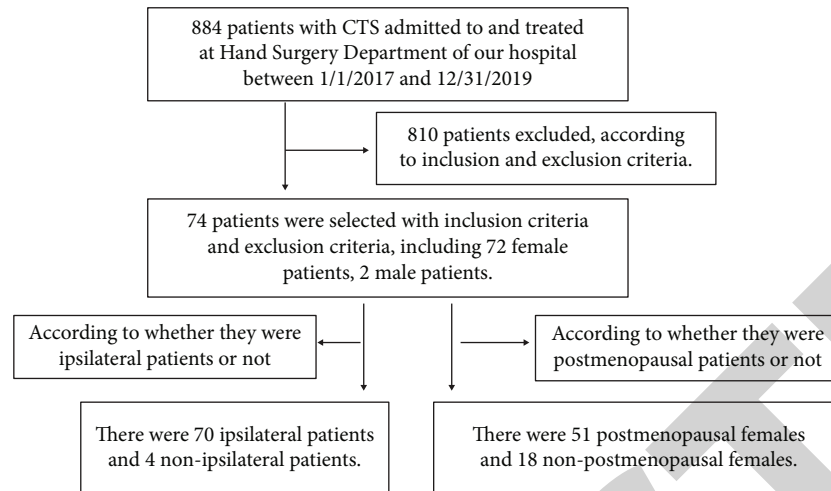 884 patients with CTS admitted to and treated
at Hand Surgery Department of our hospital
between 1/1/2017 and 12/31/2019
810 patients excluded, according
to inclusion and exclusion criteria.
74 patients were selected with inclusion criteria
and exclusion criteria, including 72 female
patients, 2 male patients.
According to whether they were
ipsilateral patients or not
According to whether they were
postmenopausal patients or not
There were 70 ipsilateral patients
and 4 non-ipsilateral patients.
There were 51 postmenopausal females
and 18 non-postmenopausal females.